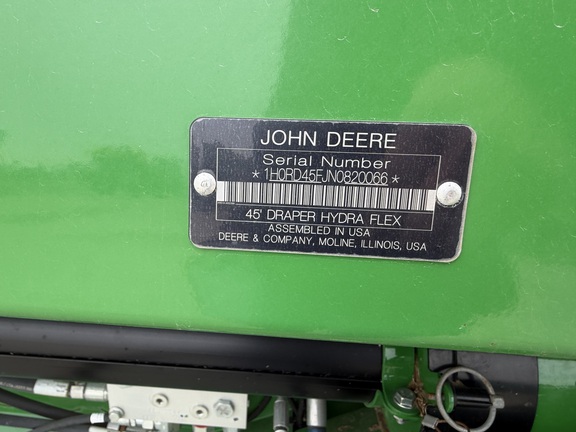 JOHN DEERE
Serial Number
*1H0RD45FJN0820066*
45' DRAPER HYDRA FLEX
ASSEMBLED IN USA
DEERE & COMPANY, MOLINE, ILLINOIS, USA